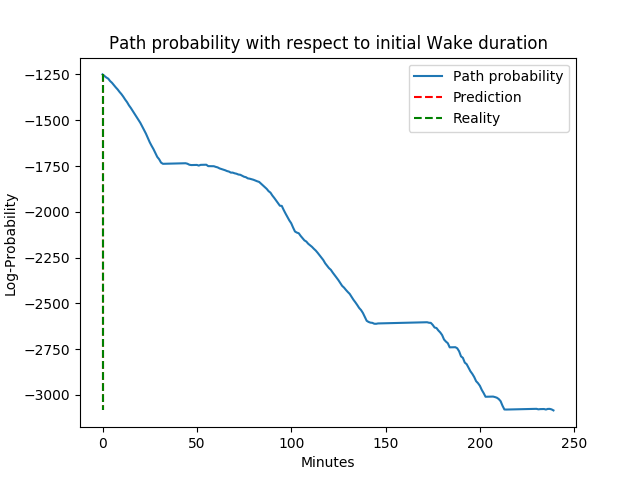 Path probability with respect to initial Wake duration
Path probability
Prediction
Reality
Log-Probability
−1250
−1500
−1750
−2000
−2250
−2500
−2750
−3000
0 50 100 150 200 250
Minutes